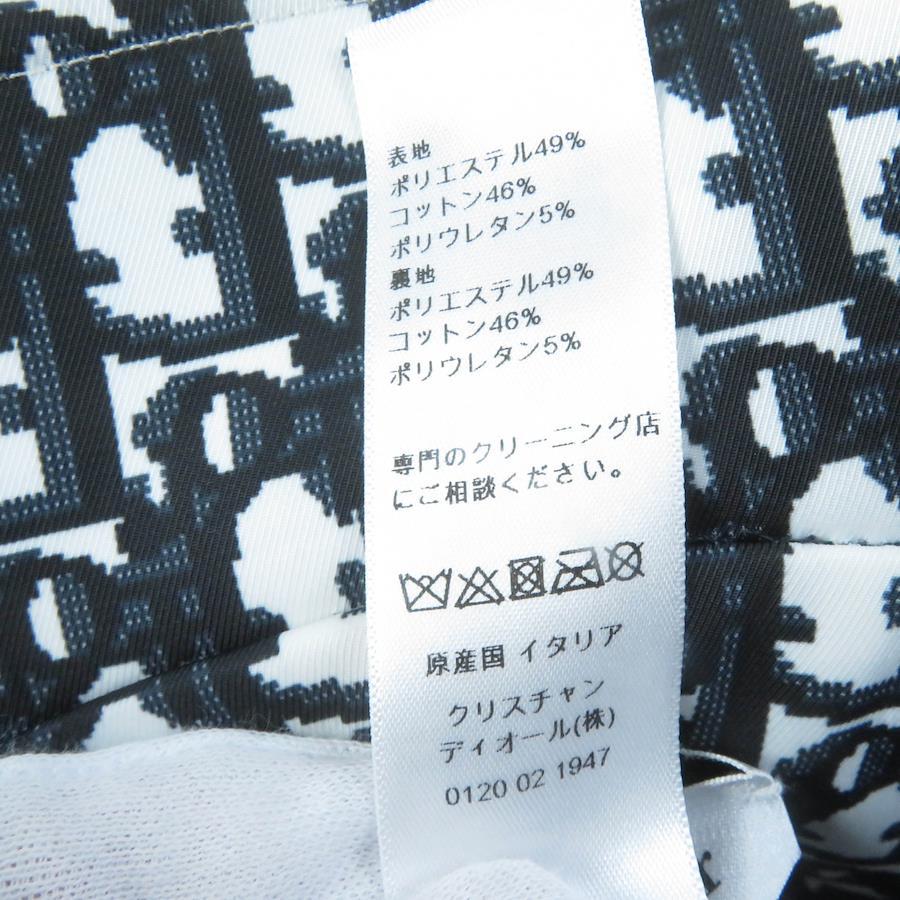 表地
ポリエステル49%
コットン46%
ポリウレタン5%
裏地
ポリエステル49%
コットン46%
ポリウレタン5%
専門のクリーニング店
にご相談ください。
原産国 イタリア
クリスチャン
ディオール(株)
0120 02 1947